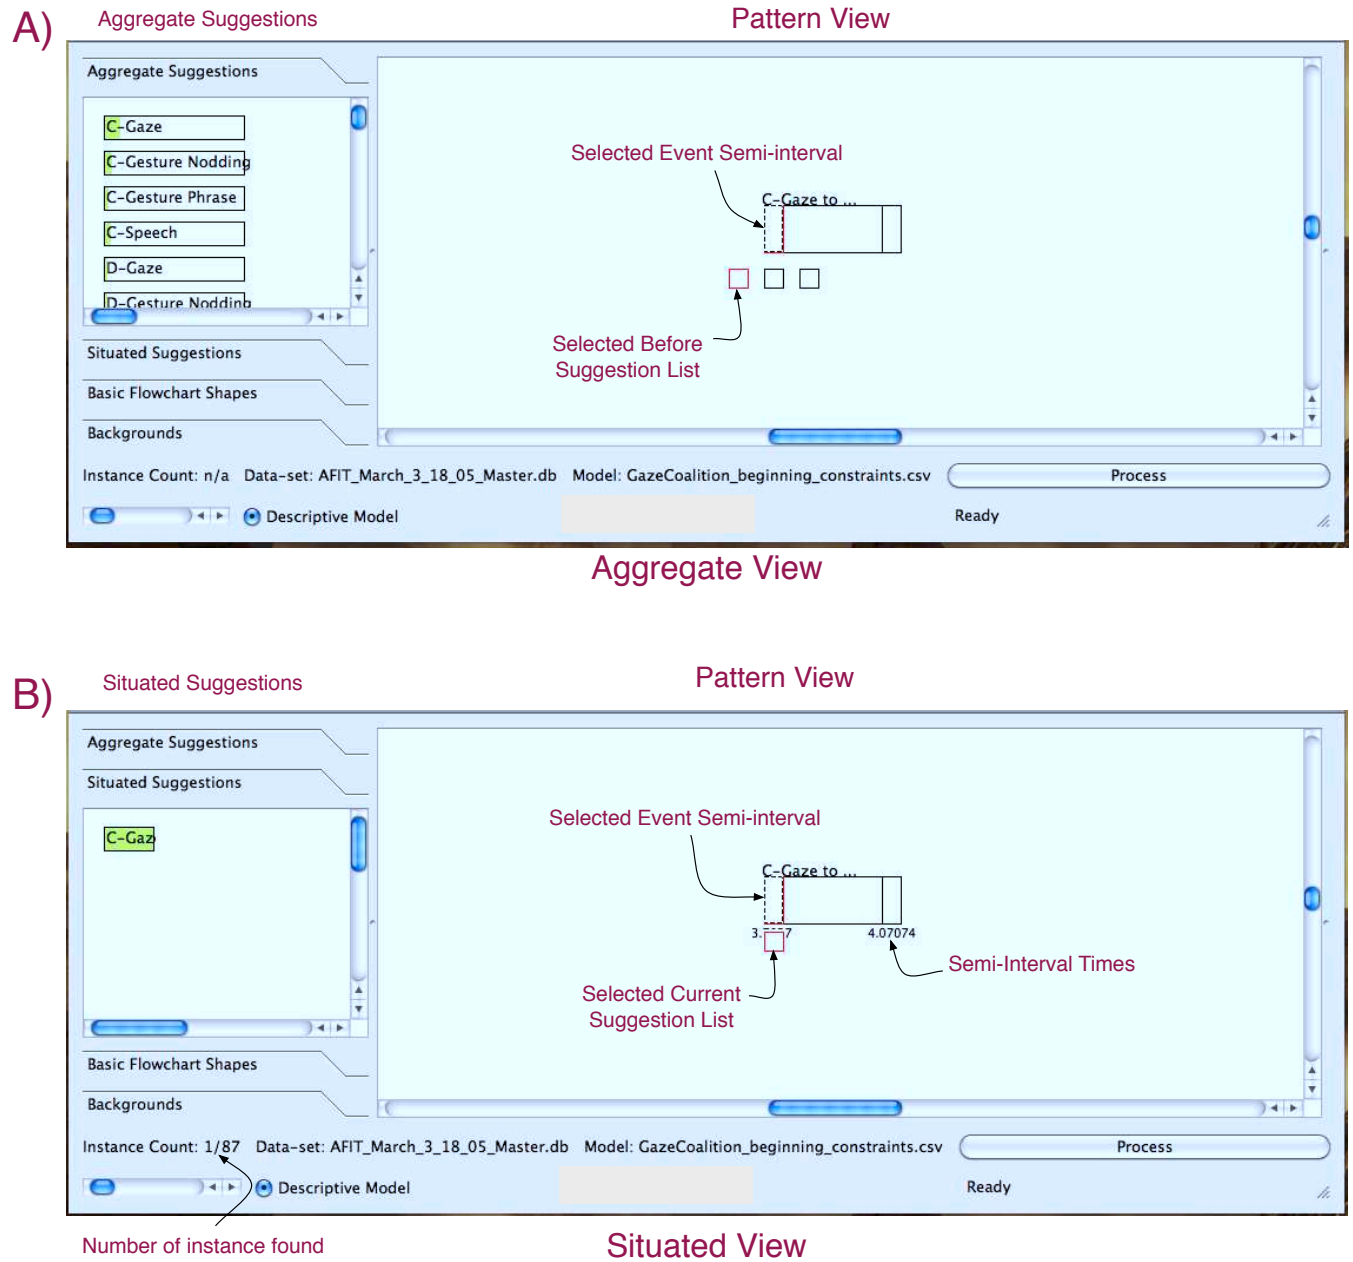 A)
Aggregate Suggestions
Pattern View
Aggregate Suggestions
C-Gaze
C-Gesture Nodding
C-Gesture Phrase
C-Speech
D-Gaze
D-Gesture Nodding
Situated Suggestions
Basic Flowchart Shapes
Backgrounds
Selected Event Semi-interval
C-Gaze to ...
Selected Before
Suggestion List
Instance Count: n/a Data-set: AFIT_March_3_18_05_Master.db Model: GazeCoalition_beginning_constraints.csv Process
Descriptive Model Ready
Aggregate View
B)
Situated Suggestions
Pattern View
Aggregate Suggestions
Situated Suggestions
C-Gaz
Basic Flowchart Shapes
Backgrounds
Selected Event Semi-interval
C-Gaze to ...
4.07074
Semi-Interval Times
Selected Current
Suggestion List
Instance Count: 1/87 Data-set: AFIT_March_3_18_05_Master.db Model: GazeCoalition_beginning_constraints.csv Process
Descriptive Model Ready
Number of instance found
Situated View